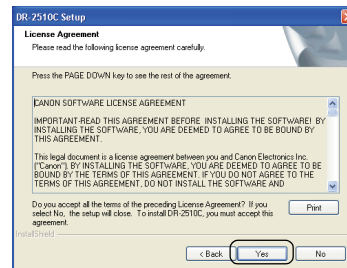 DR-2510C Setup
License Agreement
Please read the following license agreement carefully.
Press the PAGE DOWN key to see the rest of the agreement.
CANON SOFTWARE LICENSE AGREEMENT
IMPORTANT-READ THIS AGREEMENT BEFORE INSTALLING THE SOFTWARE! BY
INSTALLING THE SOFTWARE, YOU ARE DEEMED TO AGREE TO BE BOUND BY
THIS AGREEMENT.
This legal document is a license agreement between you and Canon Electronics Inc.
("Canon"). BY INSTALLING THE SOFTWARE, YOU ARE DEEMED TO AGREE TO BE
BOUND BY THE TERMS OF THIS AGREEMENT. IF YOU DO NOT AGREE TO THE
TERMS OF THIS AGREEMENT, DO NOT INSTALL THE SOFTWARE AND
Do you accept all the terms of the preceding License Agreement? If you
select No, the setup will close. To install DR-2510C, you must accept this
agreement.
Print
InstallShield
< Back
Yes
No